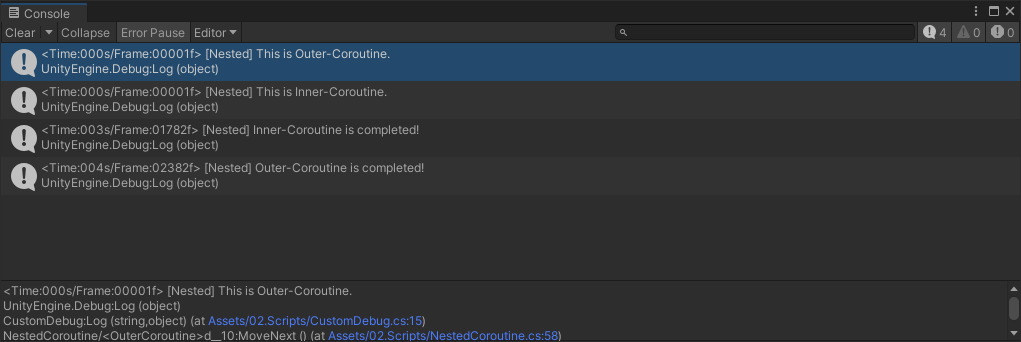 Console
Clear Collapse Error Pause Editor 4 0 0
<Time:000s/Frame:00001f> [Nested] This is Outer-Coroutine.
UnityEngine.Debug:Log (object)
<Time:000s/Frame:00001f> [Nested] This is Inner-Coroutine.
UnityEngine.Debug:Log (object)
<Time:003s/Frame:01782f> [Nested] Inner-Coroutine is completed!
UnityEngine.Debug:Log (object)
<Time:004s/Frame:02382f> [Nested] Outer-Coroutine is completed!
UnityEngine.Debug:Log (object)
<Time:000s/Frame:00001f> [Nested] This is Outer-Coroutine.
UnityEngine.Debug:Log (object)
CustomDebug:Log (string,object) (at Assets/02.Scripts/CustomDebug.cs:15)
NestedCoroutine/<OuterCoroutine>d__10:MoveNext () (at Assets/02.Scripts/NestedCoroutine.cs:58)